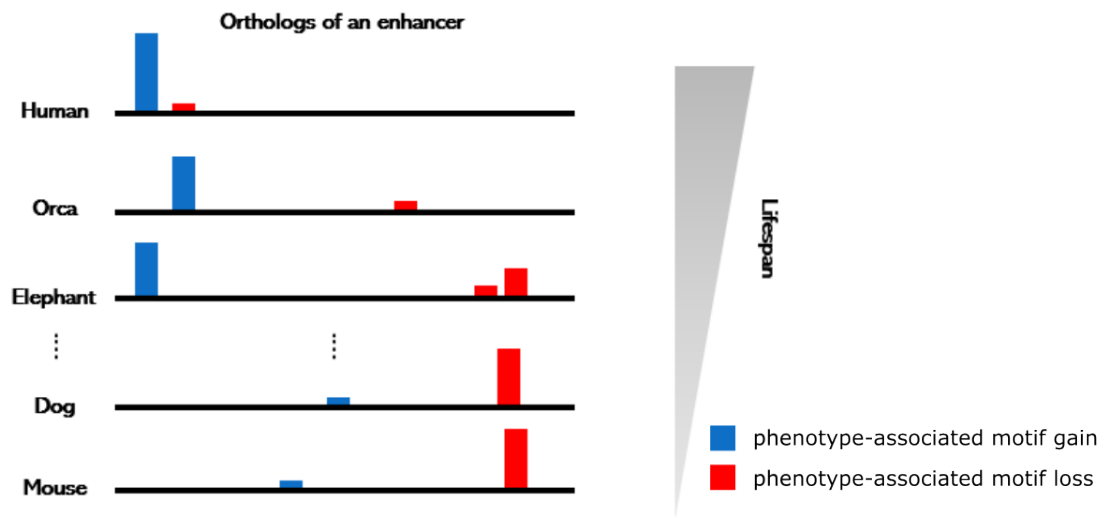 Orthologs of an enhancer
Human
Orca
Elephant
Dog
Mouse
Lifespan
phenotype-associated motif gain
phenotype-associated motif loss